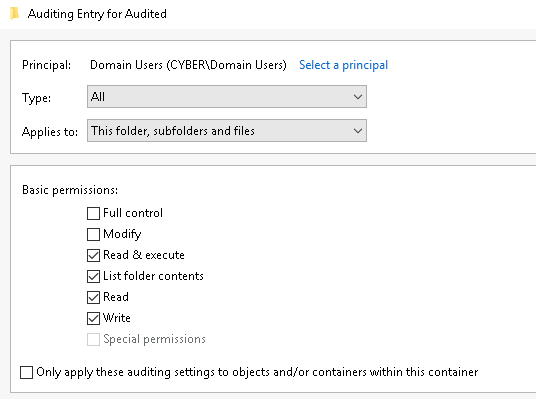 Auditing Entry for Audited
Principal: Domain Users (CYBER\Domain Users) Select a principal
Type: All
Applies to: This folder, subfolders and files
Basic permissions:
Full control
Modify
Read & execute
List folder contents
Read
Write
Special permissions
Only apply these auditing settings to objects and/or containers within this container